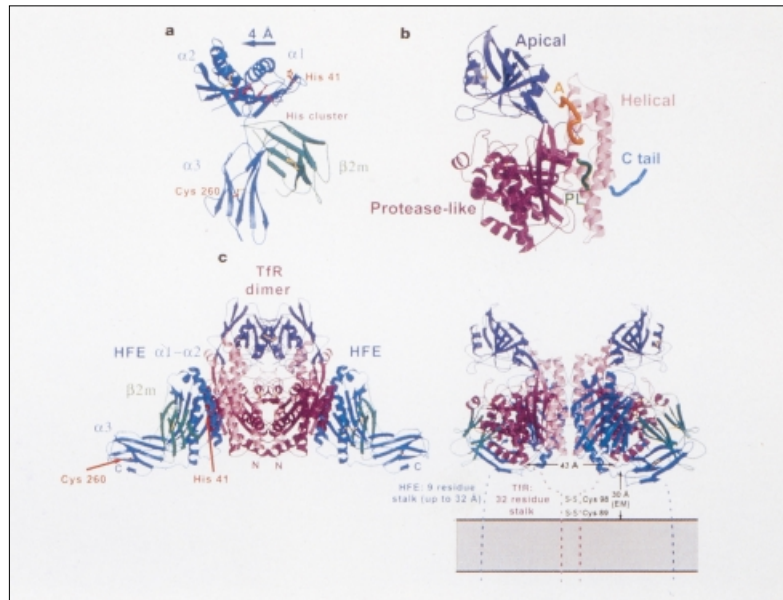 a
4 Å
α2
α1
His 41
His cluster
α3
β2m
Cys 260
b
Apical
A
Helical
C tail
PL
Protease-like
c
TfR
dimer
HFE α1–α2
HFE
β2m
α3
C
Cys 260
His 41
N N
C
43 Å
HFE: 9 residue
stalk (up to 32 Å)
TfR:
32 residue
stalk
S-S Cys 98
S-S Cys 89
30 Å
(EM)